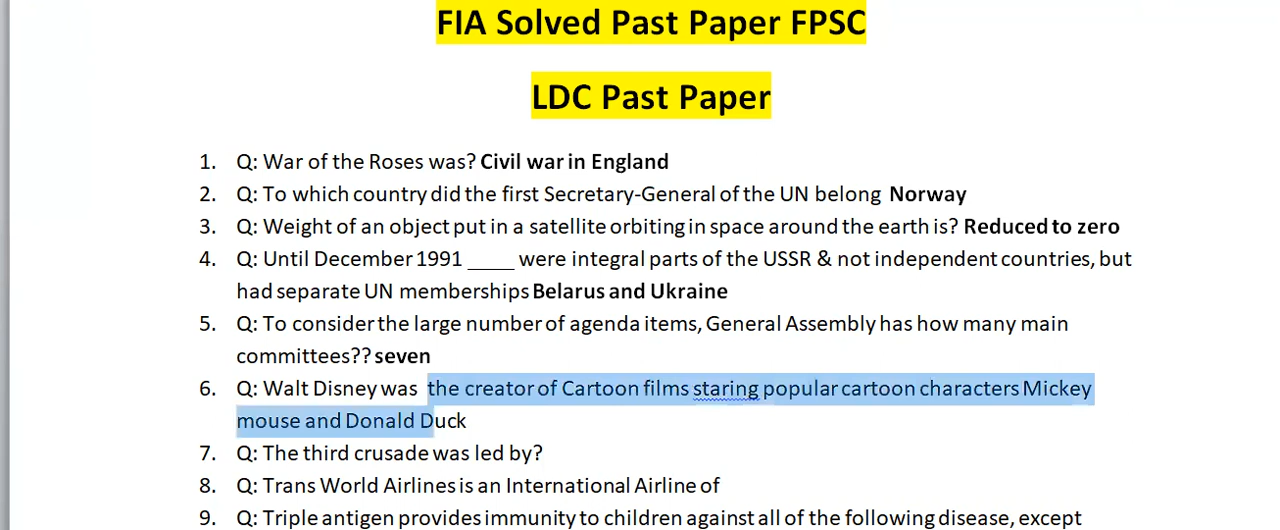 FIA Solved Past Paper FPSC
LDC Past Paper
1. Q: War of the Roses was? Civil war in England
2. Q: To which country did the first Secretary-General of the UN belong Norway
3. Q: Weight of an object put in a satellite orbiting in space around the earth is? Reduced to zero
4. Q: Until December 1991 ____ were integral parts of the USSR & not independent countries, but
had separate UN memberships Belarus and Ukraine
5. Q: To consider the large number of agenda items, General Assembly has how many main
committees?? seven
6. Q: Walt Disney was the creator of Cartoon films staring popular cartoon characters Mickey
mouse and Donald Duck
7. Q: The third crusade was led by?
8. Q: Trans World Airlines is an International Airline of
9. Q: Triple antigen provides immunity to children against all of the following disease, except